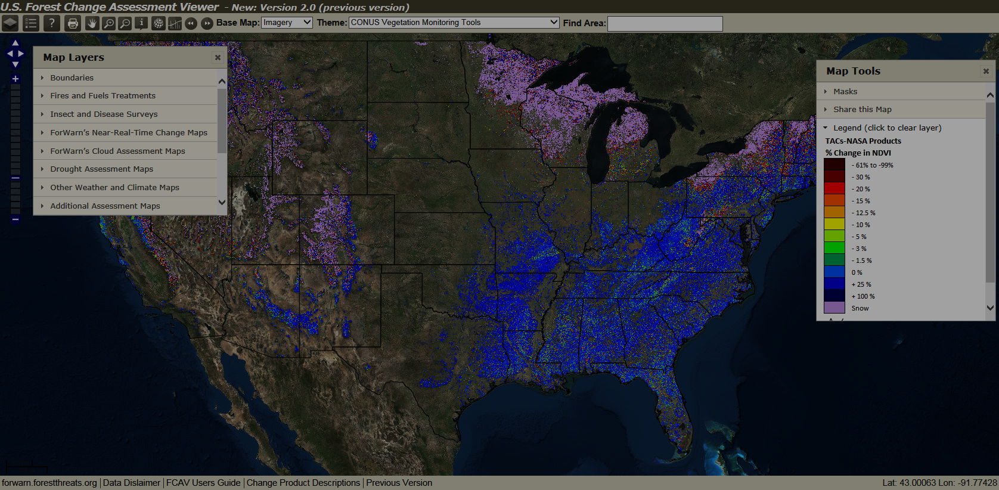 U.S. Forest Change Assessment Viewer - New: Version 2.0 (previous version)
Base Map: Imagery Theme: CONUS Vegetation Monitoring Tools Find Area:
Map Layers
Boundaries
Fires and Fuels Treatments
Insect and Disease Surveys
ForWarn's Near-Real-Time Change Maps
ForWarn's Cloud Assessment Maps
Drought Assessment Maps
Other Weather and Climate Maps
Additional Assessment Maps
Map Tools
Masks
Share this Map
Legend (click to clear layer)
TACs-NASA Products
% Change in NDVI
- 61% to -99%
- 30 %
- 20 %
- 15 %
- 12.5 %
- 10 %
- 5 %
- 3 %
- 1.5 %
0 %
+ 25 %
+ 100 %
Snow
forwarn.forestthreats.org | Data Dislaimer | FCAV Users Guide | Change Product Descriptions | Previous Version
Lat: 43.00063 Lon: -91.77428